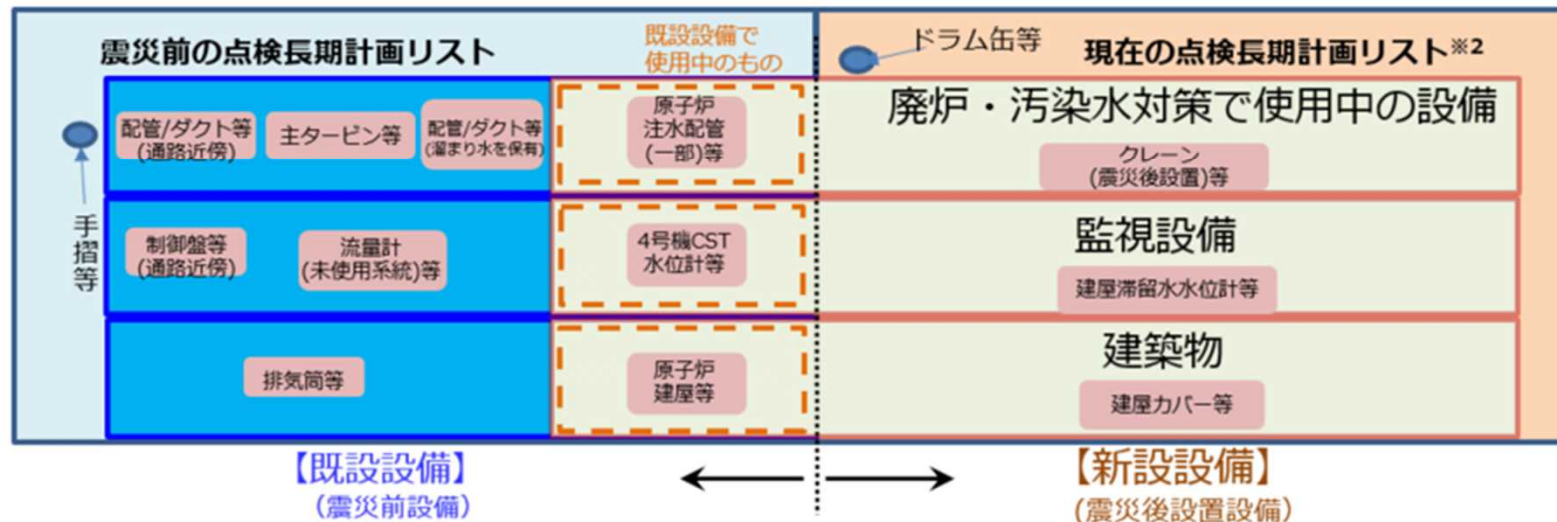 震災前の点検長期計画リスト
既設設備で
使用中のもの
ドラム缶等
現在の点検長期計画リスト※2
配管/ダクト等
(通路近傍)
主タービン等
配管/ダクト等
(溜まり水を保有)
原子炉
注水配管
(一部)等
廃炉・汚染水対策で使用中の設備
クレーン
(震災後設置)等
手摺等
制御盤等
(通路近傍)
流量計
(未使用系統)等
4号機CST
水位計等
監視設備
建屋滞留水水位計等
排気筒等
原子炉
建屋等
建築物
建屋カバー等
【既設設備】
(震災前設備)
【新設設備】
(震災後設置設備)